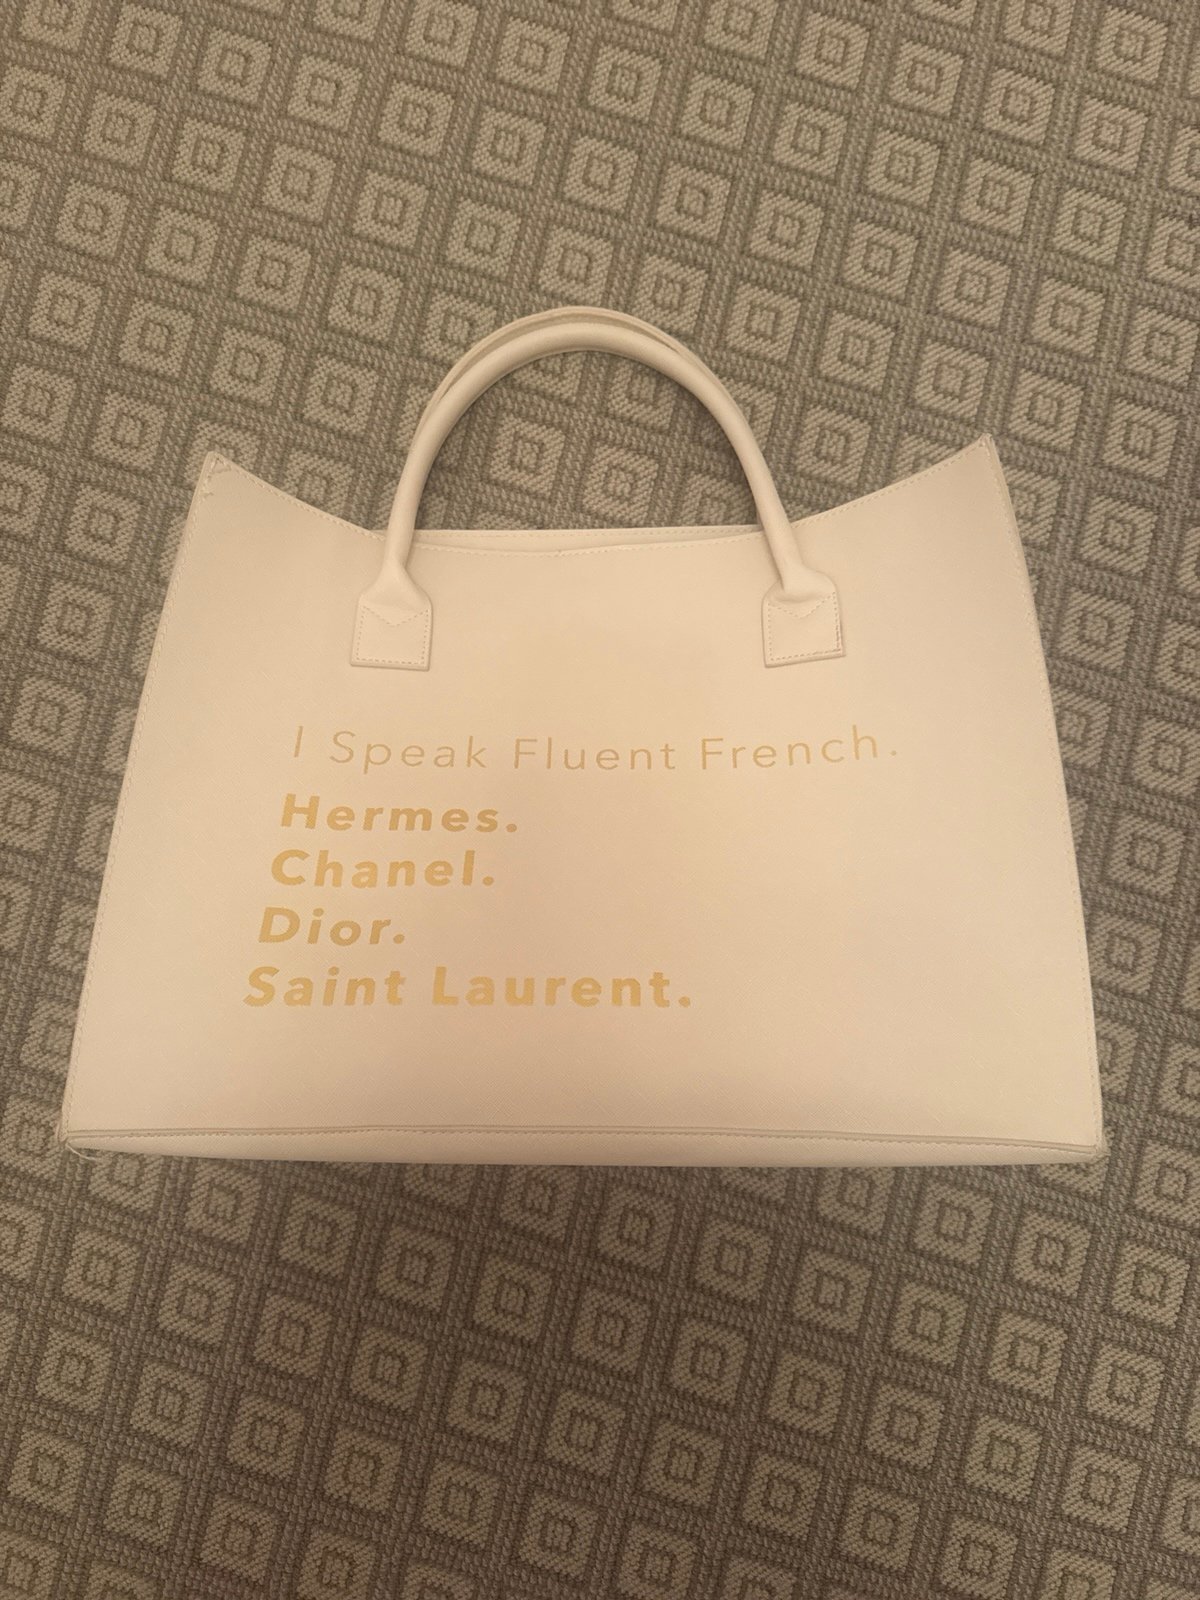 I Speak Fluent French.
Hermes.
Chanel.
Dior.
Saint Laurent.